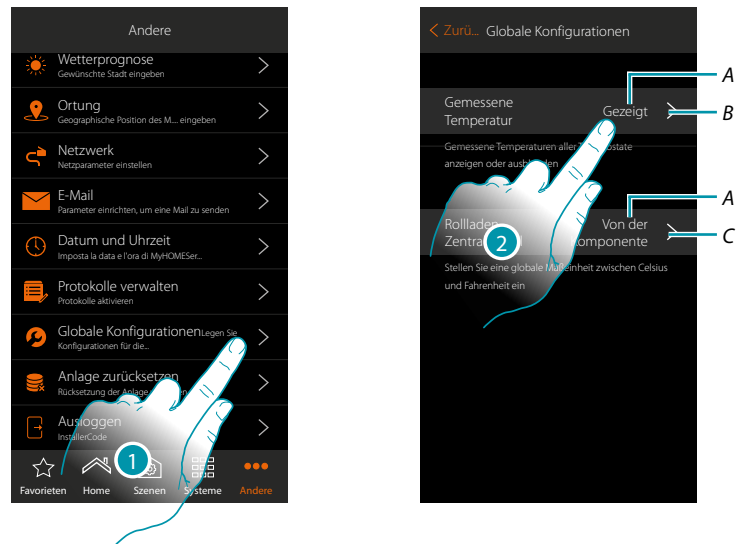 Andere
Wetterprognose
Gewünschte Stadt eingeben
Ortung
Geographische Position des M... eingeben
Netzwerk
Netzparameter einstellen
E-Mail
Parameter einrichten, um eine Mail zu senden
Datum und Uhrzeit
Imposta la data e l'ora di MyHOMESer...
Protokolle verwalten
Protokolle aktivieren
Globale Konfigurationen Legen Sie
Konfigurationen für die...
Anlage zurücksetzen
Rücksetzung der Anlage
Ausloggen
InstallerCode
1
Favoriten Home Szenen Systeme Andere
Zurü... Globale Konfigurationen
A
Gemessene
Temperatur
Gezeigt
B
Gemessene Temperaturen aller
anzeigen oder
A
Rollladen
Von der
2
C
Stellen Sie eine globale Maßeinheit zwischen Celsius
und Fahrenheit ein